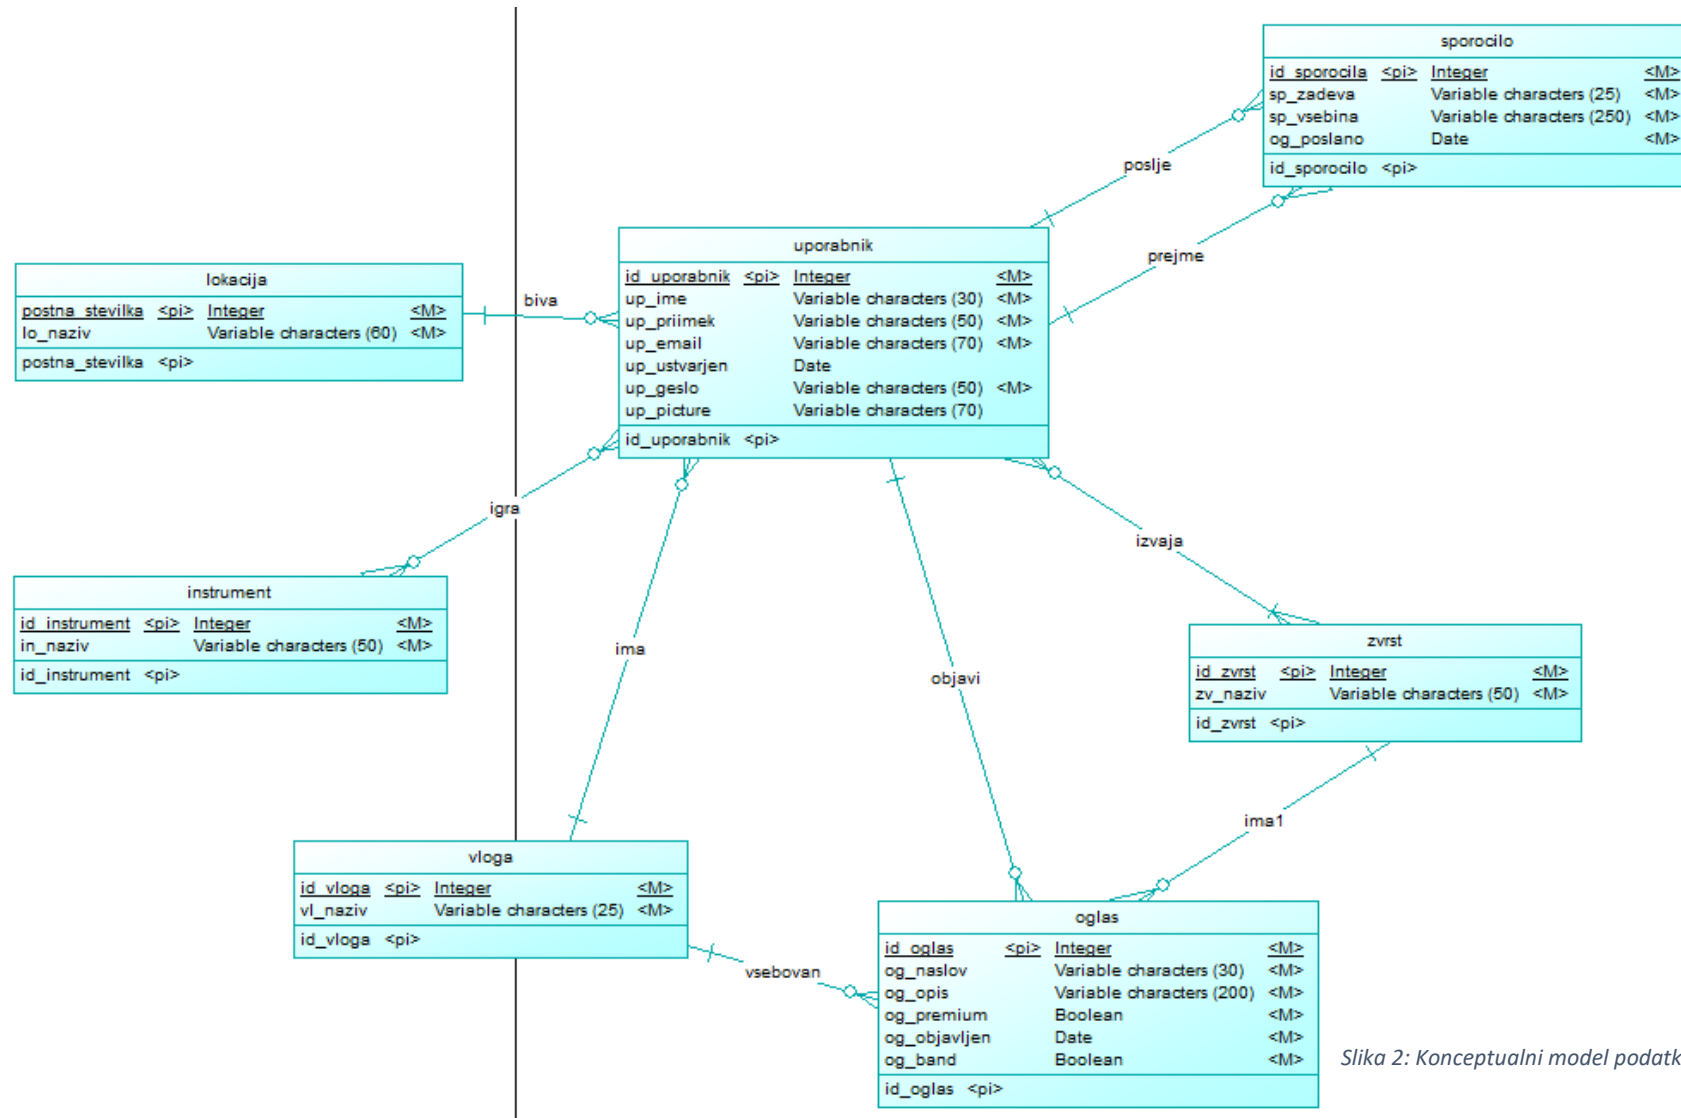 sporocilo
id_sporocila <pi> Integer <M>
sp_zadeva Variable characters (25) <M>
sp_vsebina Variable characters (250) <M>
og_poslano Date <M>
id_sporocilo <pi>
poslje
prejme
uporabnik
id_uporabnik <pi> Integer <M>
up_ime Variable characters (30) <M>
up_priimek Variable characters (50) <M>
up_email Variable characters (70) <M>
up_ustvarjen Date
up_geslo Variable characters (50) <M>
up_picture Variable characters (70)
id_uporabnik <pi>
lokacija
postna_stevilka <pi> Integer <M>
lo_naziv Variable characters (60) <M>
postna_stevilka <pi>
biva
igra
izvaja
instrument
id_instrument <pi> Integer <M>
in_naziv Variable characters (50) <M>
id_instrument <pi>
ima
objavi
zvrst
id_zvrst <pi> Integer <M>
zv_naziv Variable characters (50) <M>
id_zvrst <pi>
ima1
vloga
id_vloga <pi> Integer <M>
vl_naziv Variable characters (25) <M>
id_vloga <pi>
vsebovan
oglas
id_oglas <pi> Integer <M>
og_naslov Variable characters (30) <M>
og_opis Variable characters (200) <M>
og_premium Boolean <M>
og_objavljen Date <M>
og_band Boolean <M>
id_oglas <pi>
Slika 2: Konceptualni model podatk